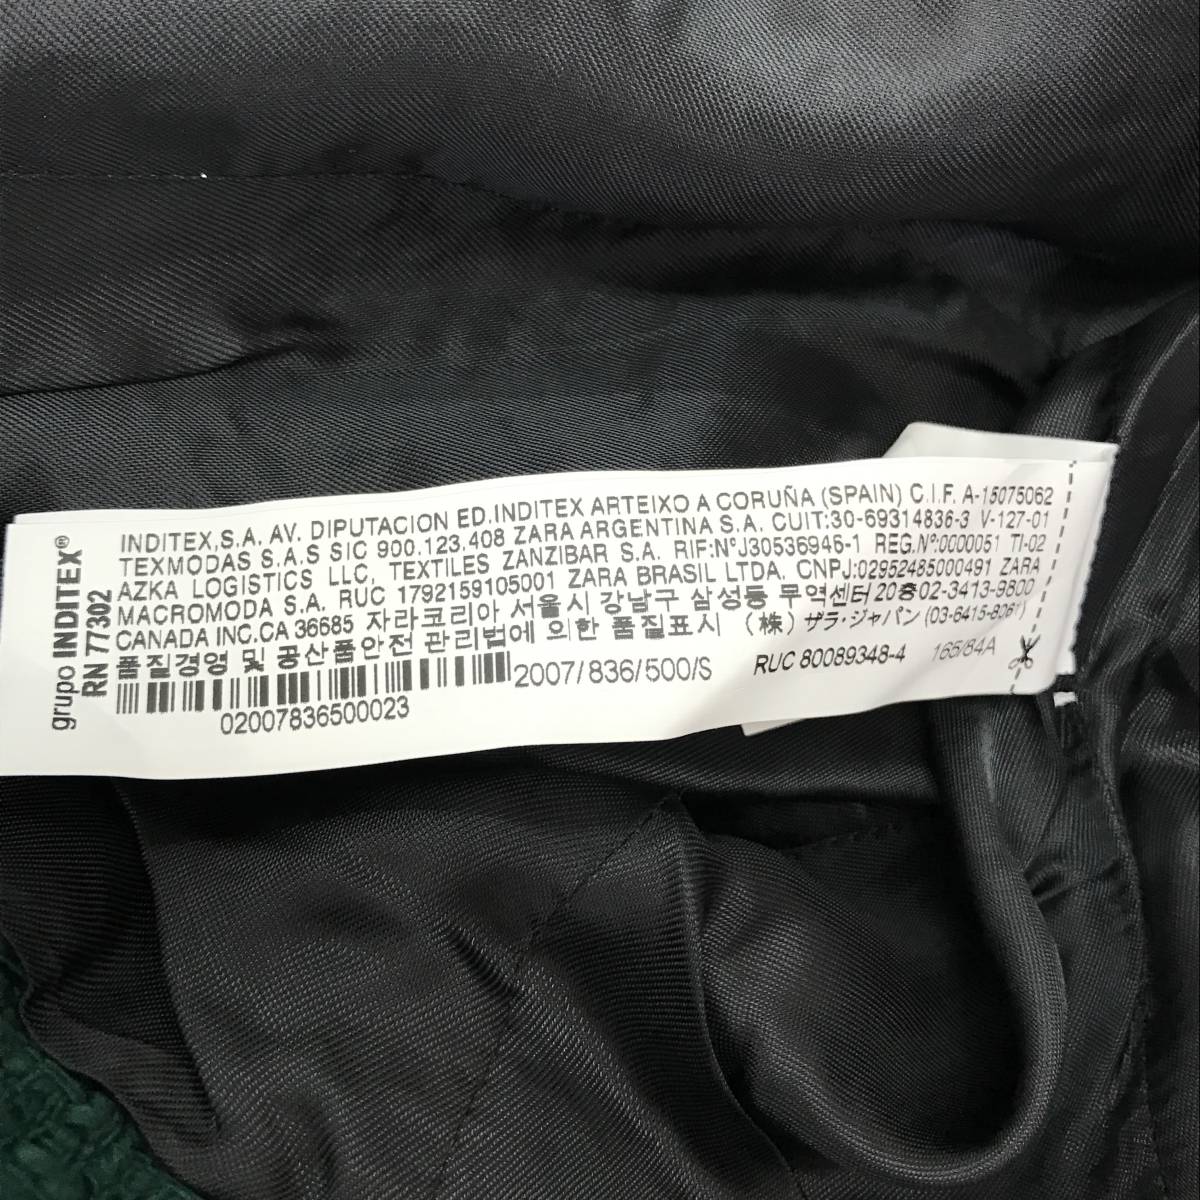 grupo INDITEX®
RN 77302
INDITEX,S.A. AV. DIPUTACION ED.INDITEX ARTEIXO A CORUÑA (SPAIN) C.I.F. A-15075062
TEXMODAS S.A.S SIC 900.123.408 ZARA ARGENTINA S.A. CUIT:30-69314836-3 V-127-01
AZKA LOGISTICS LLC, TEXTILES ZANZIBAR S.A. RIF:NºJ30536946-1 REG.Nº:0000051 TI-02
MACROMODA S.A. RUC 1792159105001 ZARA BRASIL LTDA. CNPJ:02952485000491 ZARA
CANADA INC.CA 36685 자라코리아 서울시 강남구 삼성동 무역센터 20층 02-3413-9800
품질경영 및 공산품안전 관리법에 의한 품질표시 (株) ザラ・ジャパン (03-6415-8061)
2007/836/500/S RUC 80089348-4 165/84A
02007836500023